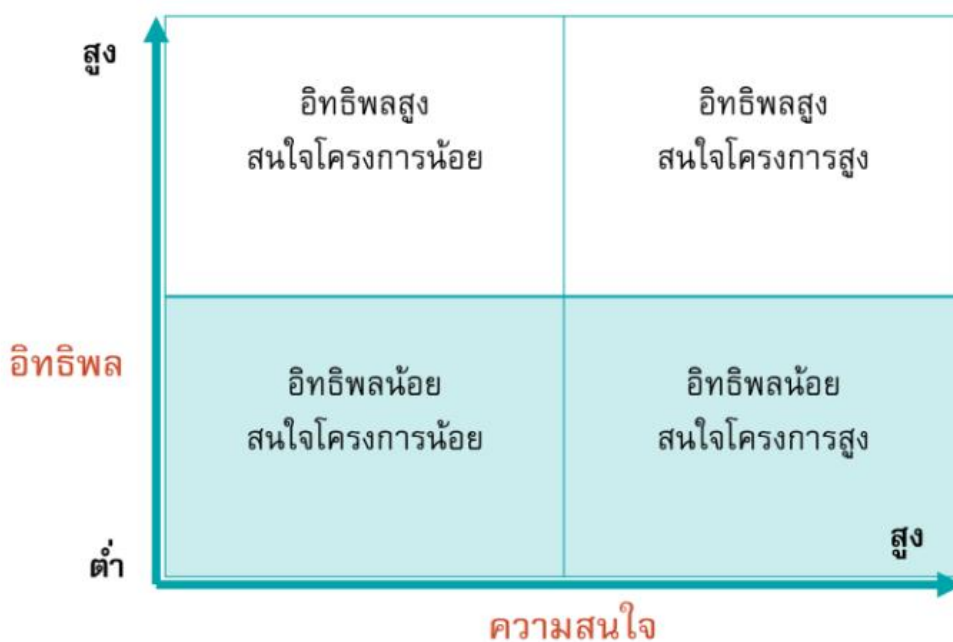 สูง
อิทธิพลสูง
สนใจโครงการน้อย
อิทธิพลสูง
สนใจโครงการสูง
อิทธิพล
อิทธิพลน้อย
สนใจโครงการน้อย
อิทธิพลน้อย
สนใจโครงการสูง
สูง
ต่ำ
ความสนใจ